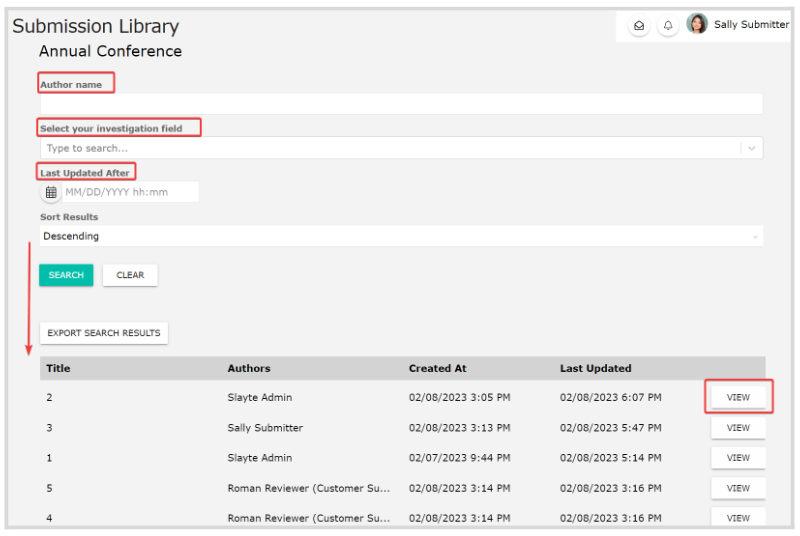 Submission Library
Sally Submitter
Annual Conference
Author name
Select your investigation field
Type to search...
Last Updated After
MM/DD/YYYY hh:mm
Sort Results
Descending
SEARCH CLEAR
EXPORT SEARCH RESULTS
Title Authors Created At Last Updated
2 Slayte Admin 02/08/2023 3:05 PM 02/08/2023 6:07 PM VIEW
3 Sally Submitter 02/08/2023 3:13 PM 02/08/2023 5:47 PM VIEW
1 Slayte Admin 02/07/2023 9:44 PM 02/08/2023 5:14 PM VIEW
5 Roman Reviewer (Customer Su... 02/08/2023 3:14 PM 02/08/2023 3:16 PM VIEW
4 Roman Reviewer (Customer Su... 02/08/2023 3:14 PM 02/08/2023 3:16 PM VIEW